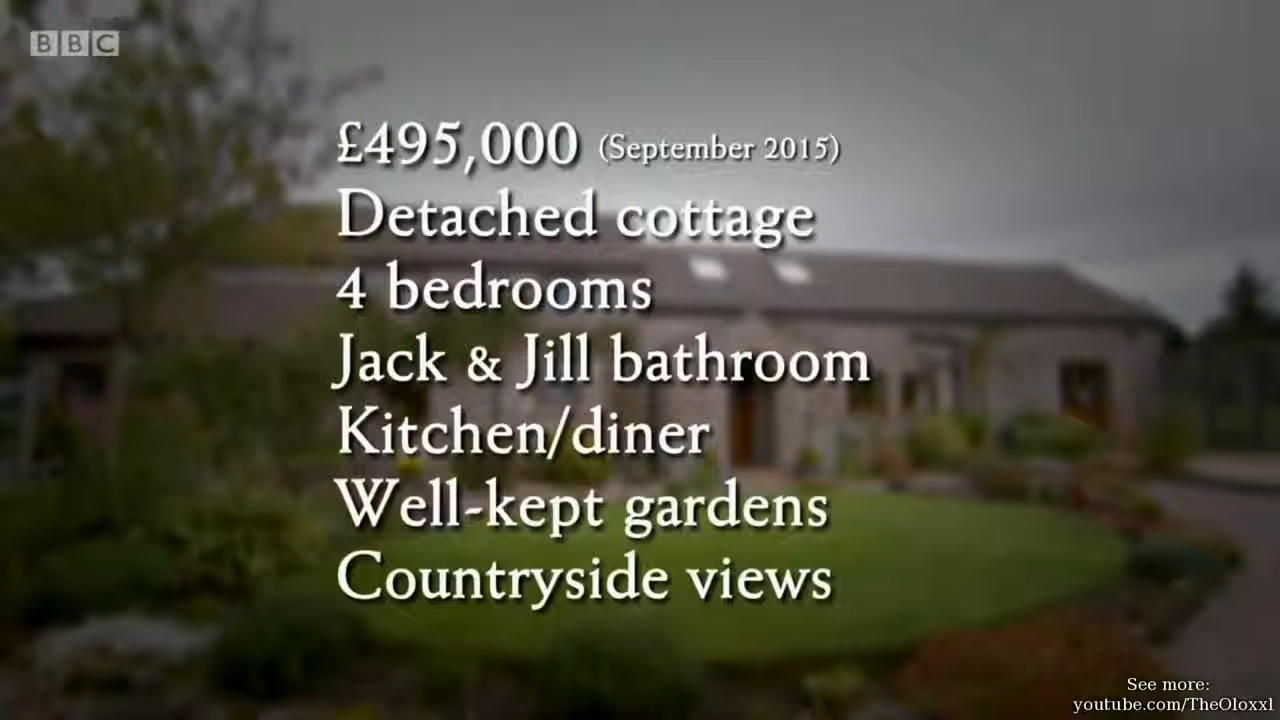 BBC
£495,000 (September 2015)
Detached cottage
4 bedrooms
Jack & Jill bathroom
Kitchen/diner
Well-kept gardens
Countryside views
See more:
youtube.com/TheOloxxl